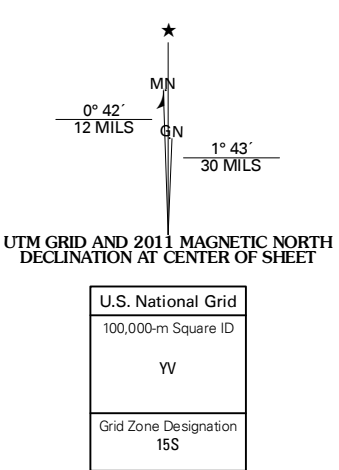 ★
MN
0° 42´
12 MILS
GN
1° 43´
30 MILS
UTM GRID AND 2011 MAGNETIC NORTH
DECLINATION AT CENTER OF SHEET
U.S. National Grid
100,000-m Square ID
YV
Grid Zone Designation
15S